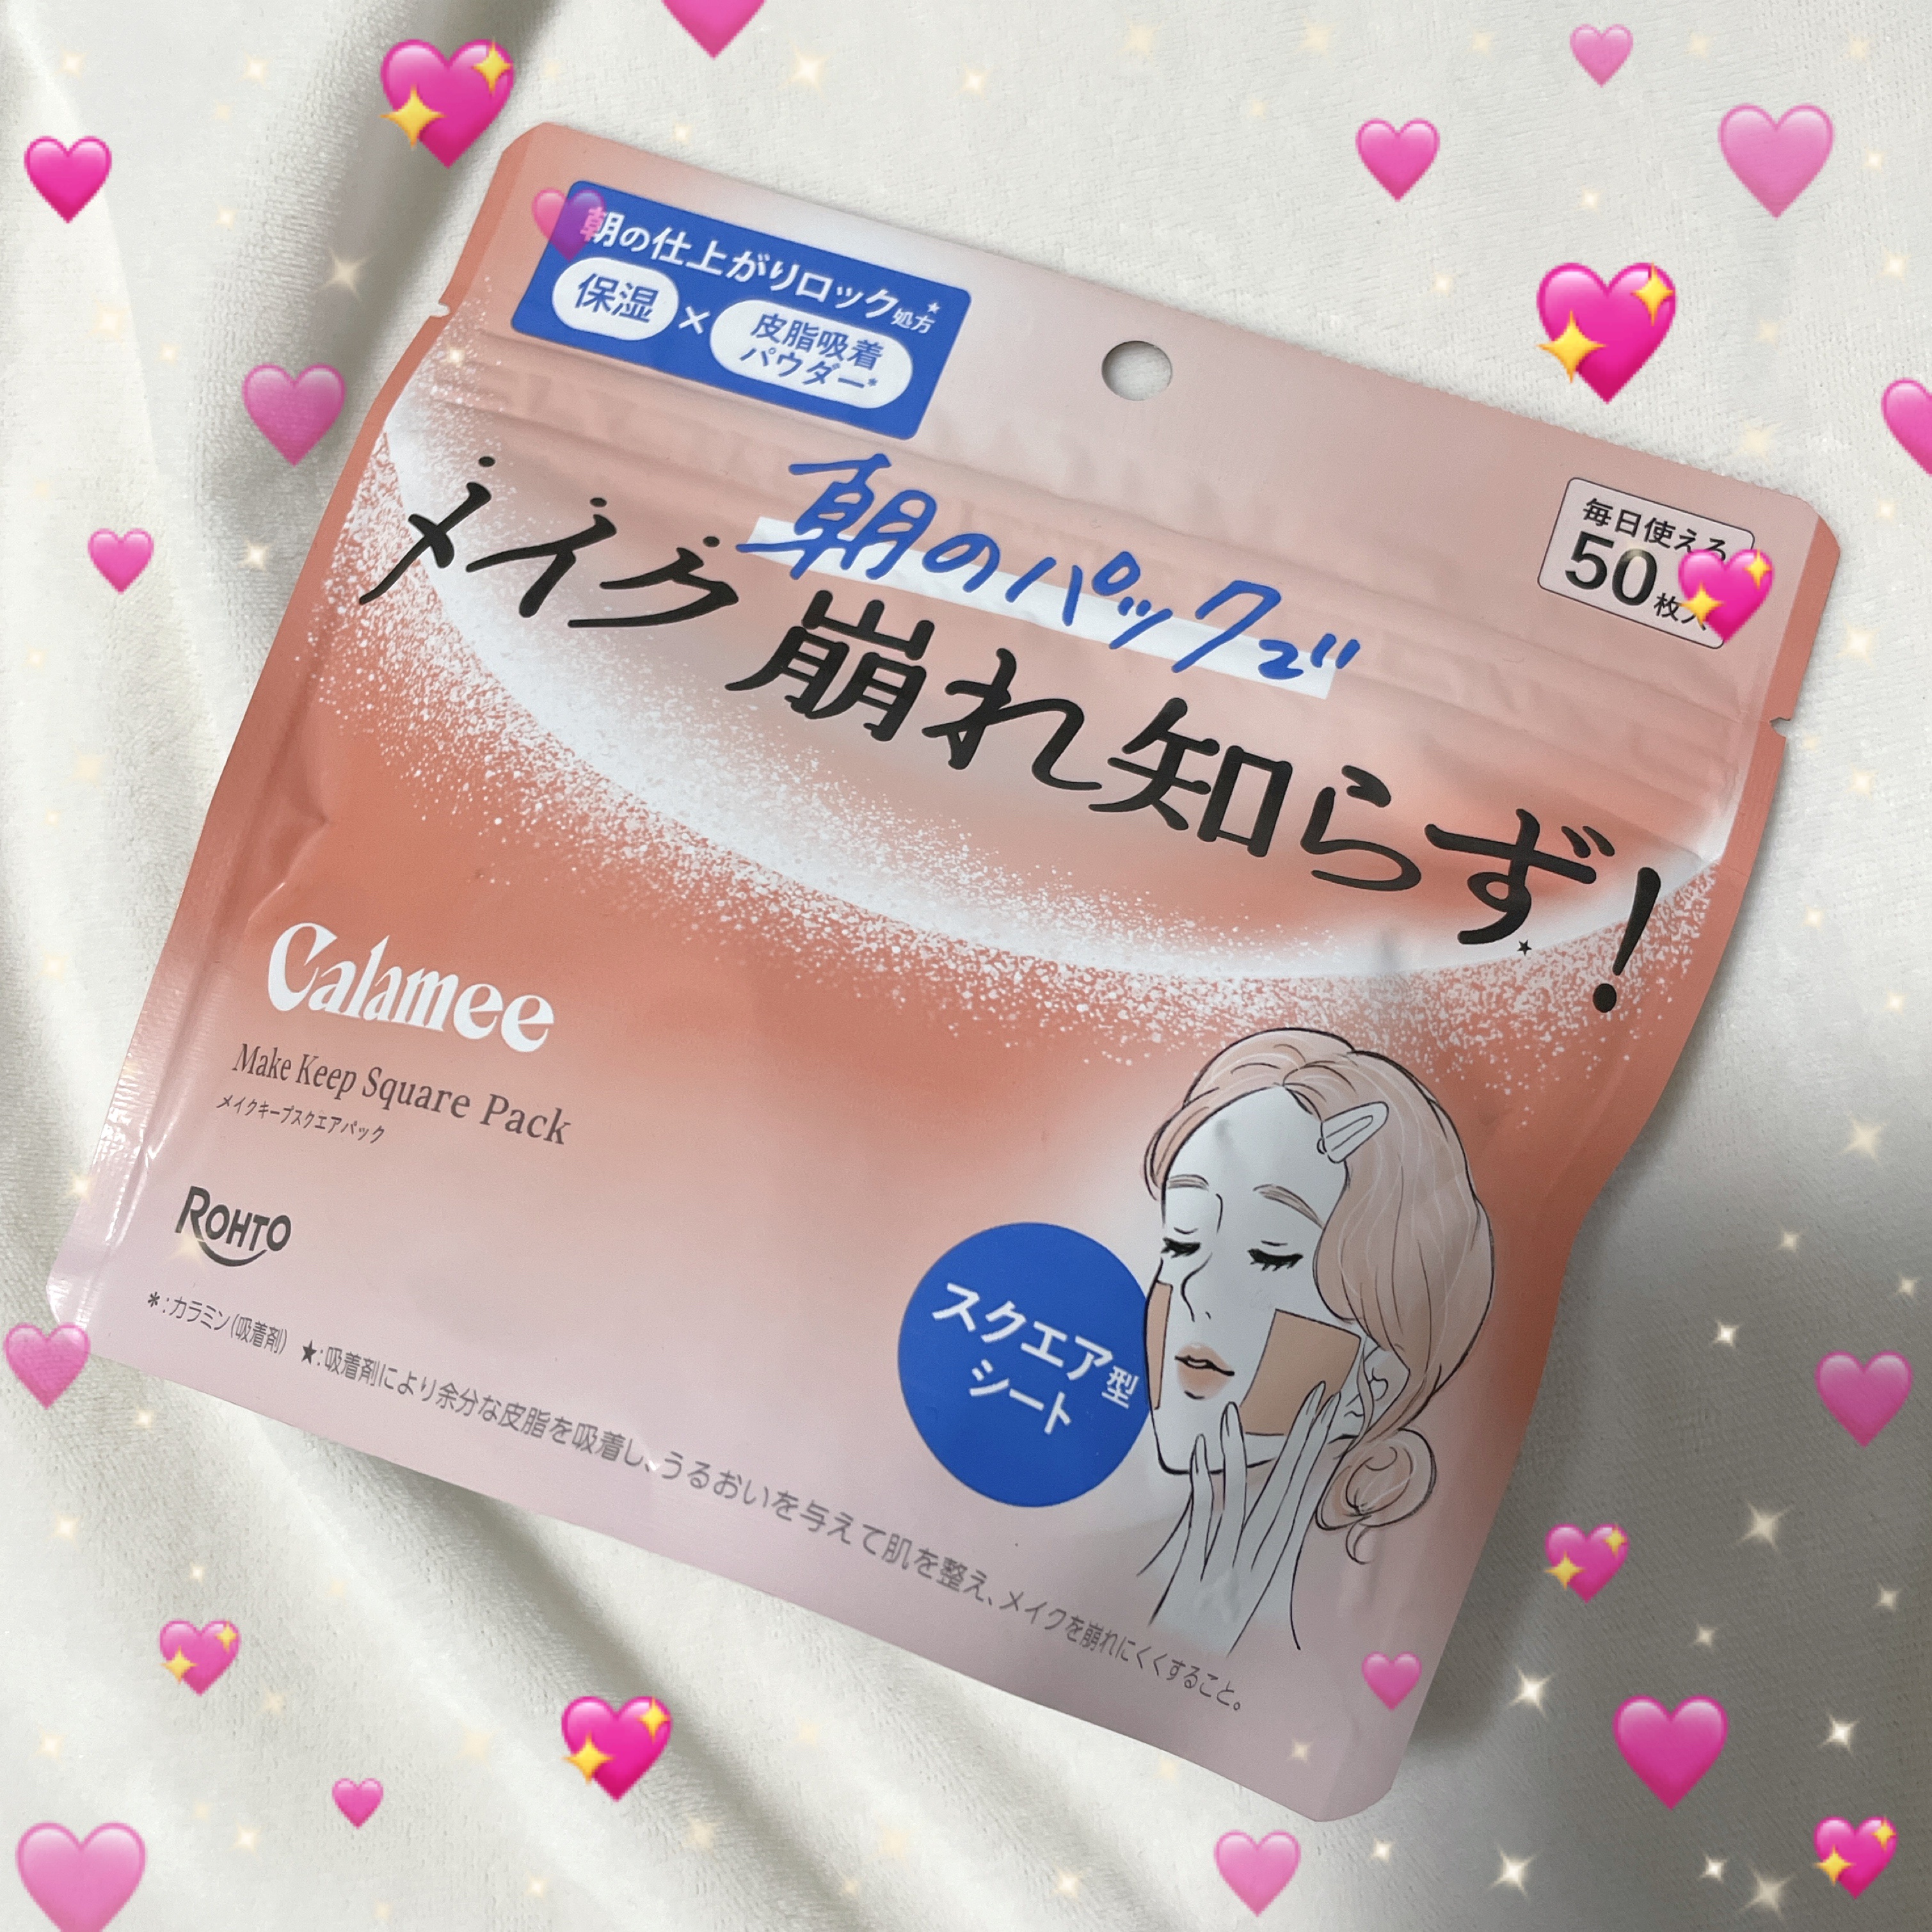 朝の仕上がりロック処方★
保湿×皮脂吸着
パウダー*
毎日使える
50枚入
朝のパックで
メイク崩れ知らず!
★
Calamee
Make Keep Square Pack
メイクキープスクエアパック
ROHTO
スクエア型
シート
*:カラミン(吸着剤) ★:吸着剤により余分な皮脂を吸着し、うるおいを与えて肌を整え、メイクを崩れにくくすること。